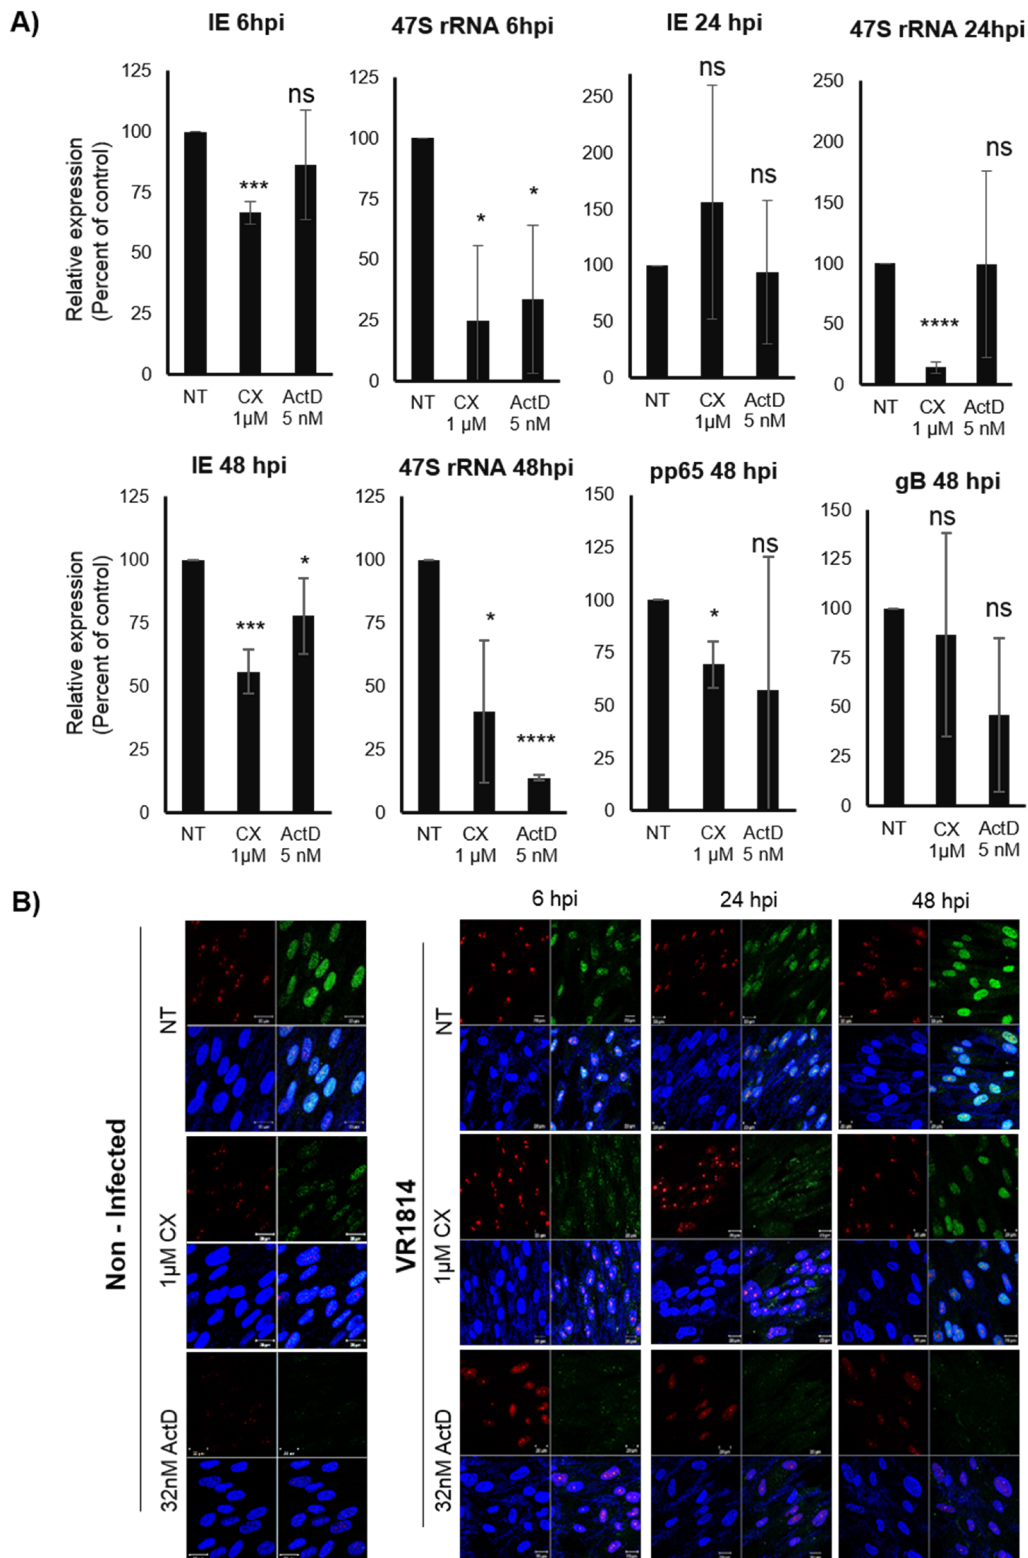 A)
IE 6hpi
Relative expression
(Percent of control)
125
100
75
50
25
0
***
ns
NT
CX
1µM
ActD
5 nM
47S rRNA 6hpi
125
100
75
50
25
0
*
*
NT
CX
1 µM
ActD
5 nM
IE 24 hpi
250
200
150
100
50
0
ns
ns
NT
CX
1µM
ActD
5 nM
47S rRNA 24hpi
250
200
150
100
50
0
****
ns
NT
CX
1 µM
ActD
5 nM
IE 48 hpi
Relative expression
(Percent of control)
125
100
75
50
25
0
***
*
NT
CX
1µM
ActD
5 nM
47S rRNA 48hpi
125
100
75
50
25
0
*
****
NT
CX
1 µM
ActD
5 nM
pp65 48 hpi
150
125
100
75
50
25
0
*
ns
NT
CX
1 µM
ActD
5 nM
gB 48 hpi
150
125
100
75
50
25
0
ns
ns
NT
CX
1µM
ActD
5 nM
B)
6 hpi
24 hpi
48 hpi
Non - Infected
NT
1µM CX
32nM ActD
VR1814
NT
1µM CX
32nM ActD